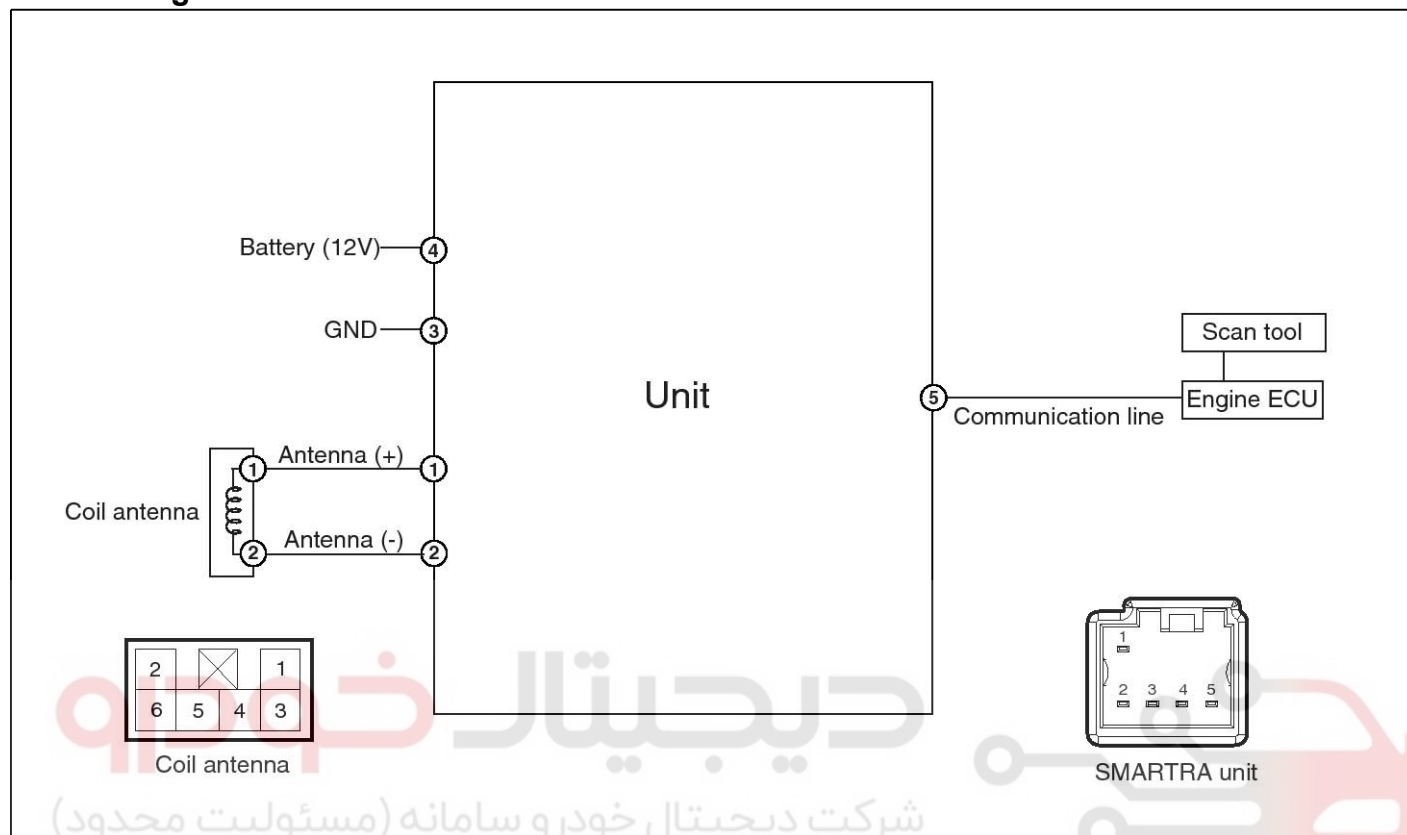 Battery (12V)
4
GND
3
Unit
Scan tool
5
Engine ECU
Communication line
Coil antenna
1
Antenna (+)
1
2
Antenna (-)
2
2 1
6 5 4 3
Coil antenna
1
2 3 4 5
SMARTRA unit
دیجیتال خودرو
شرکت دیجیتال خودرو سامانه (مسئولیت محدود)